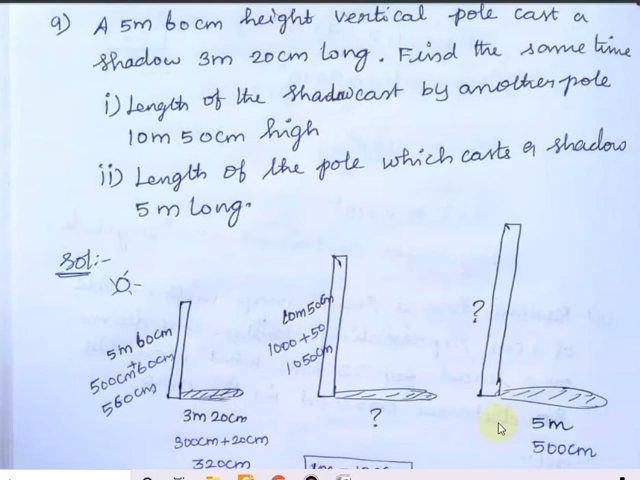 9) A 5m 60cm height vertical pole cast a
shadow 3m 20cm long. Find the same time
i) Length of the shadow cast by another pole
10m 50cm high
ii) Length of the pole which casts a shadow
5m long.
Sol:-
5m 60cm
+
500cm 60cm
560cm
3m 20cm
300cm+20cm
320cm
10m 50cm
1000+50
1050cm
?
?
5m
500cm